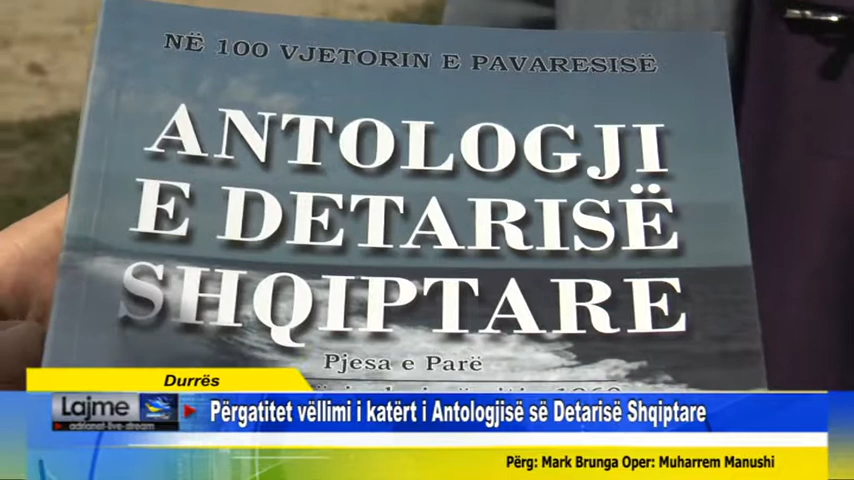 NË 100 VJETORIN E PAVARESISË
ANTOLOGJI
E DETARISË
SHQIPTARE
Pjesa e Parë
1960
Durrës
Lajme
adrianet-live-stream
Përgatitet vëllimi i katërt i Antologjisë së Detarisë Shqiptare
Përg: Mark Brunga Oper: Muharrem Manushi